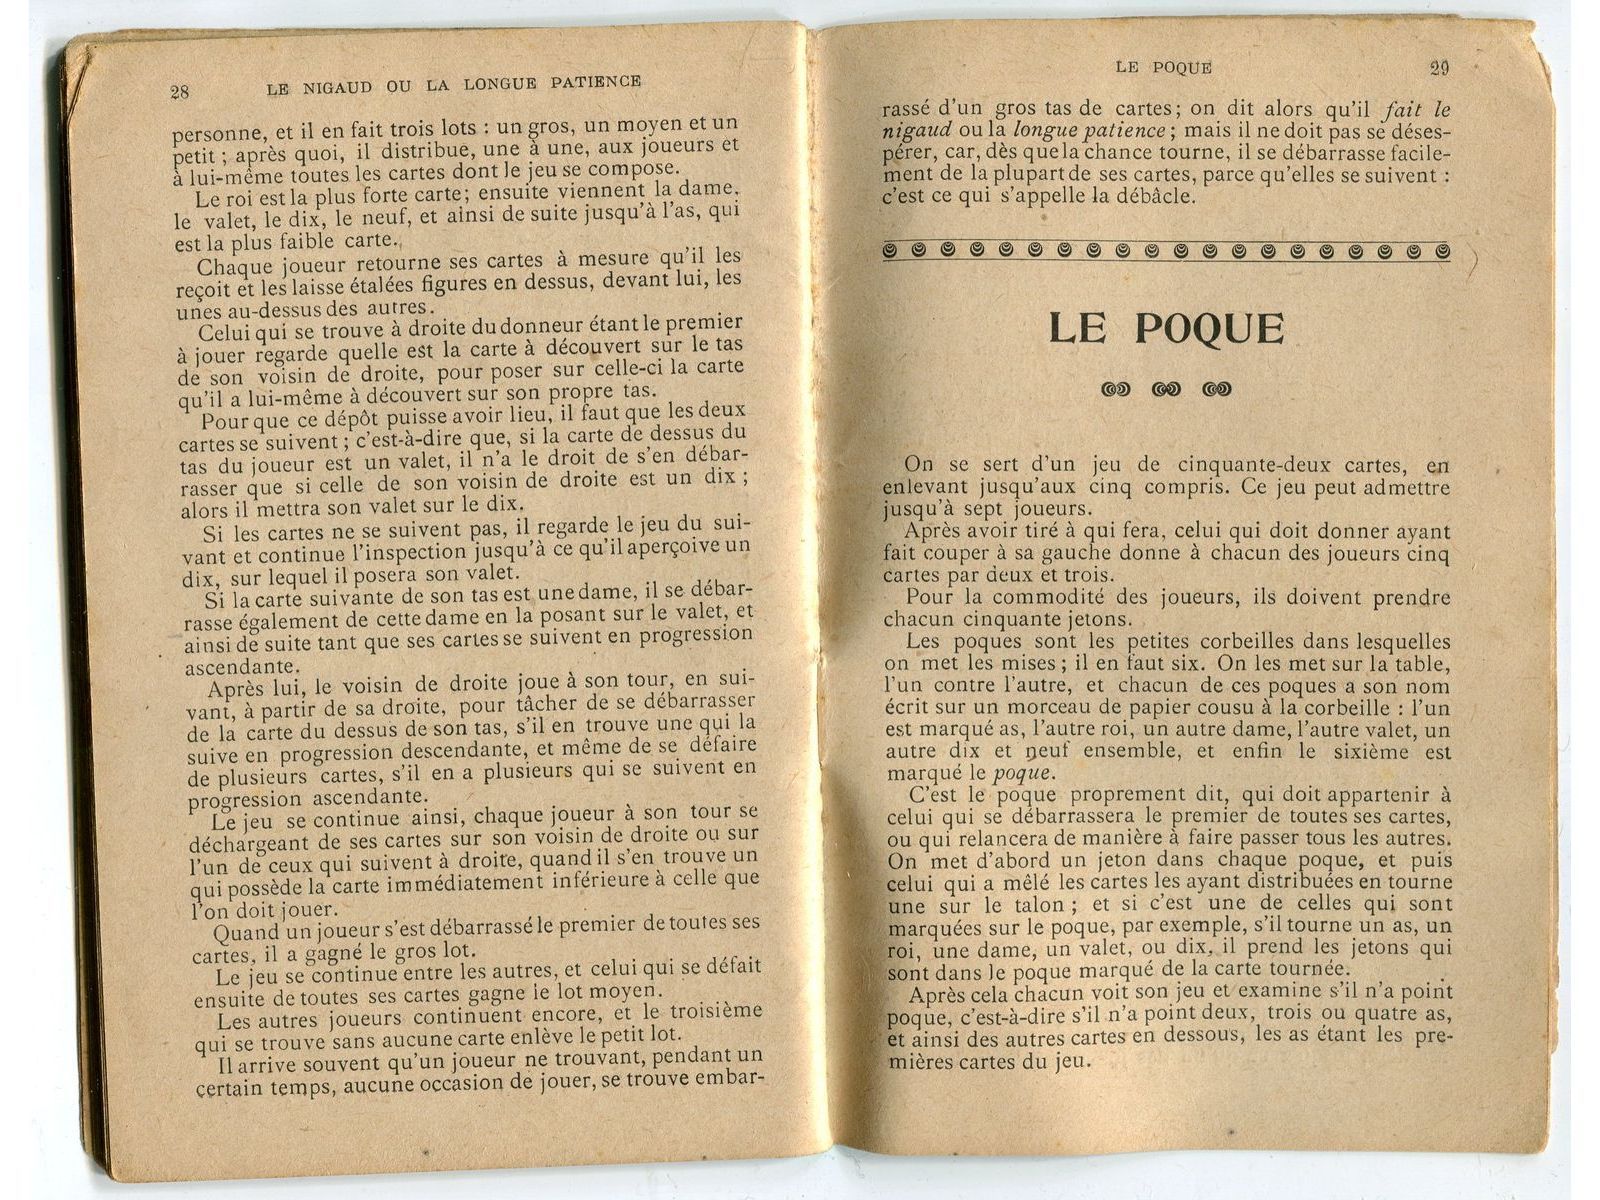 28 LE NIGAUD OU LA LONGUE PATIENCE
personne, et il en fait trois lots : un gros, un moyen et un
petit ; après quoi, il distribue, une à une, aux joueurs et
à lui-même toutes les cartes dont le jeu se compose.
Le roi est la plus forte carte; ensuite viennent la dame,
le valet, le dix, le neuf, et ainsi de suite jusqu'à l'as, qui
est la plus faible carte.
Chaque joueur retourne ses cartes à mesure qu'il les
reçoit et les laisse étalées figures en dessus, devant lui, les
unes au-dessus des autres.
Celui qui se trouve à droite du donneur étant le premier
à jouer regarde quelle est la carte à découvert sur le tas
de son voisin de droite, pour poser sur celle-ci la carte
qu'il a lui-même à découvert sur son propre tas.
Pour que ce dépôt puisse avoir lieu, il faut que les deux
cartes se suivent ; c'est-à-dire que, si la carte de dessus du
tas du joueur est un valet, il n'a le droit de s'en débar-
rasser que si celle de son voisin de droite est un dix ;
alors il mettra son valet sur le dix.
Si les cartes ne se suivent pas, il regarde le jeu du sui-
vant et continue l'inspection jusqu'à ce qu'il aperçoive un
dix, sur lequel il posera son valet.
Si la carte suivante de son tas est une dame, il se débar-
rasse également de cette dame en la posant sur le valet, et
ainsi de suite tant que ses cartes se suivent en progression
ascendante.
Après lui, le voisin de droite joue à son tour, en sui-
vant, à partir de sa droite, pour tâcher de se débarrasser
de la carte du dessus de son tas, s'il en trouve une qui la
suive en progression descendante, et même de se défaire
de plusieurs cartes, s'il en a plusieurs qui se suivent en
progression ascendante.
Le jeu se continue ainsi, chaque joueur à son tour se
déchargeant de ses cartes sur son voisin de droite ou sur
l'un de ceux qui suivent à droite, quand il s'en trouve un
qui possède la carte immédiatement inférieure à celle que
l'on doit jouer.
Quand un joueur s'est débarrassé le premier de toutes ses
cartes, il a gagné le gros lot.
Le jeu se continue entre les autres, et celui qui se défait
ensuite de toutes ses cartes gagne le lot moyen.
Les autres joueurs continuent encore, et le troisième
qui se trouve sans aucune carte enlève le petit lot.
Il arrive souvent qu'un joueur ne trouvant, pendant un
certain temps, aucune occasion de jouer, se trouve embar-
LE POQUE 29
rassé d'un gros tas de cartes; on dit alors qu'il fait le
nigaud ou la longue patience ; mais il ne doit pas se déses-
pérer, car, dès que la chance tourne, il se débarrasse facile-
ment de la plupart de ses cartes, parce qu'elles se suivent :
c'est ce qui s'appelle la débâcle.
LE POQUE
On se sert d'un jeu de cinquante-deux cartes, en
enlevant jusqu'aux cinq compris. Ce jeu peut admettre
jusqu'à sept joueurs.
Après avoir tiré à qui fera, celui qui doit donner ayant
fait couper à sa gauche donne à chacun des joueurs cinq
cartes par deux et trois.
Pour la commodité des joueurs, ils doivent prendre
chacun cinquante jetons.
Les poques sont les petites corbeilles dans lesquelles
on met les mises ; il en faut six. On les met sur la table,
l'un contre l'autre, et chacun de ces poques a son nom
écrit sur un morceau de papier cousu à la corbeille : l'un
est marqué as, l'autre roi, un autre dame, l'autre valet, un
autre dix et neuf ensemble, et enfin le sixième est
marqué le poque.
C'est le poque proprement dit, qui doit appartenir à
celui qui se débarrassera le premier de toutes ses cartes,
ou qui relancera de manière à faire passer tous les autres.
On met d'abord un jeton dans chaque poque, et puis
celui qui a mêlé les cartes les ayant distribuées en tourne
une sur le talon ; et si c'est une de celles qui sont
marquées sur le poque, par exemple, s'il tourne un as, un
roi, une dame, un valet, ou dix, il prend les jetons qui
sont dans le poque marqué de la carte tournée.
Après cela chacun voit son jeu et examine s'il n'a point
poque, c'est-à-dire s'il n'a point deux, trois ou quatre as,
et ainsi des autres cartes en dessous, les as étant les pre-
mières cartes du jeu.